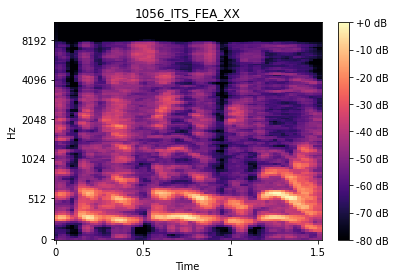 1056_ITS_FEA_XX
8192
4096
2048
1024
512
0
Hz
0
0.5
1
1.5
Time
+0 dB
-10 dB
-20 dB
-30 dB
-40 dB
-50 dB
-60 dB
-70 dB
-80 dB